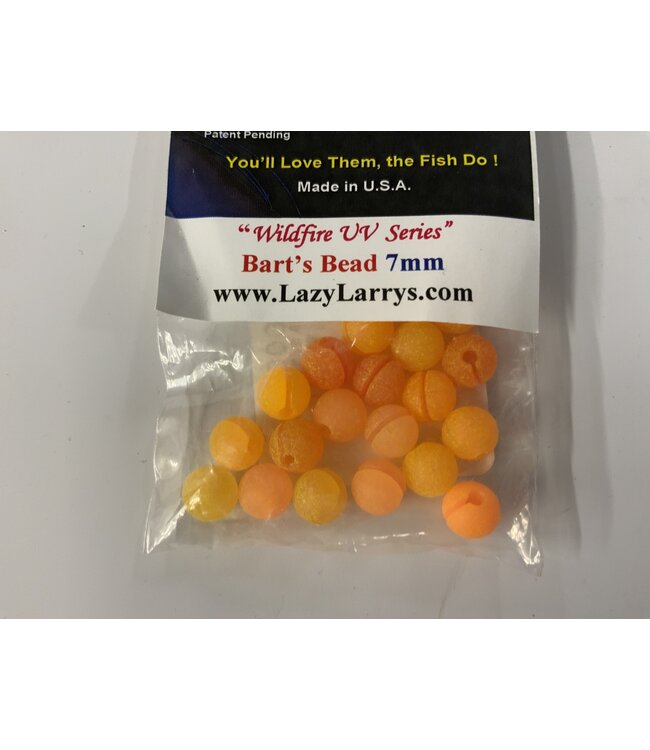 Patent Pending
You'll Love Them, the Fish Do !
Made in U.S.A.
"Wildfire UV Series"
Bart's Bead 7mm
www.LazyLarrys.com